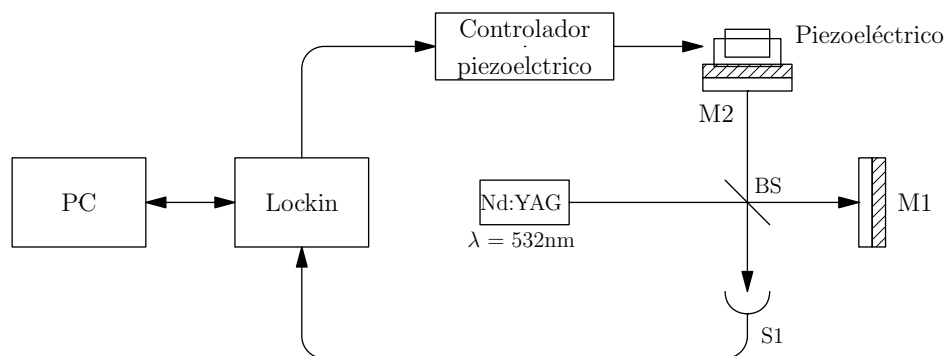 Controlador
.
piezoelctrico
Piezoeléctrico
M2
PC
Lockin
Nd:YAG
λ = 532nm
BS
M1
S1